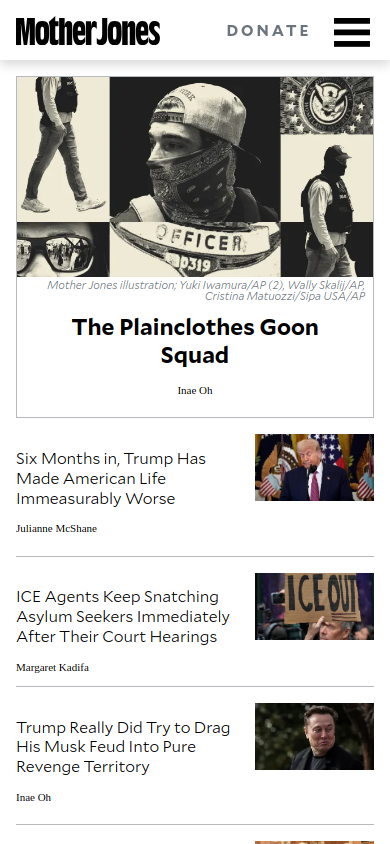 Mother Jones
DONATE
OFFICER
0319
Mother Jones illustration; Yuki Iwamura/AP (2), Wally Skalij/AP,
Cristina Matuozzi/Sipa USA/AP
The Plainclothes Goon
Squad
Inae Oh
Six Months in, Trump Has
Made American Life
Immeasurably Worse
Julianne McShane
ICE Agents Keep Snatching
Asylum Seekers Immediately
After Their Court Hearings
Margaret Kadifa
ICE OUT
Trump Really Did Try to Drag
His Musk Feud Into Pure
Revenge Territory
Inae Oh